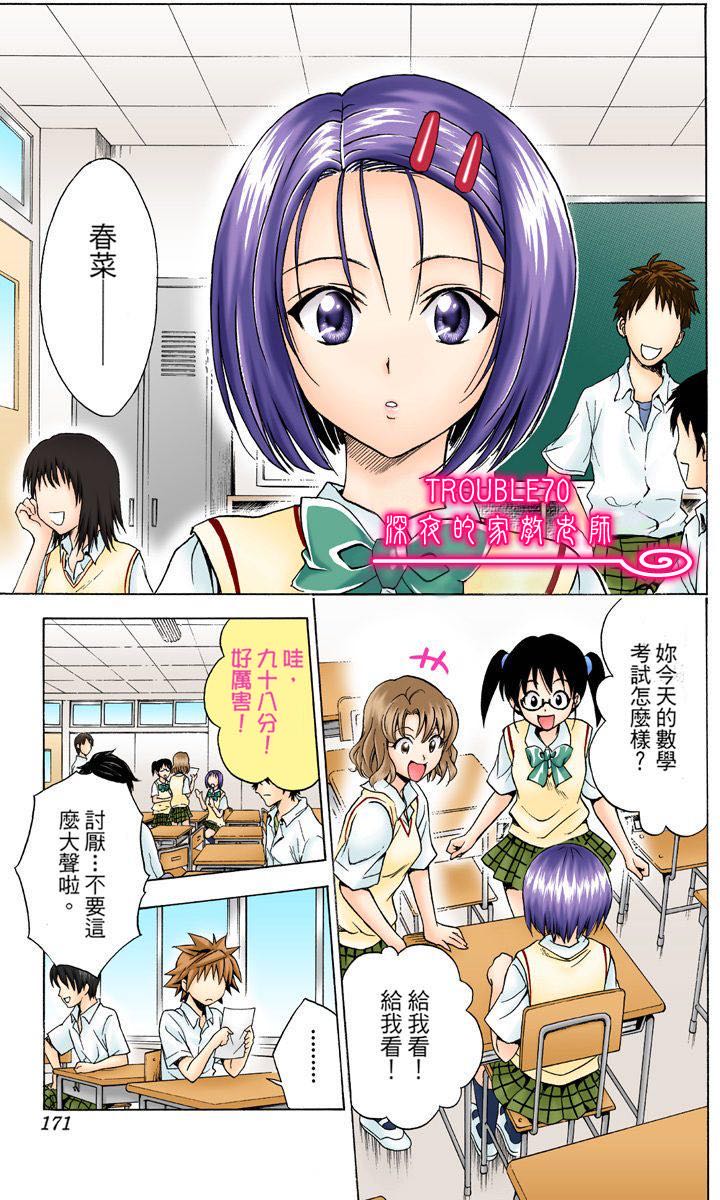 春菜——
TROUBLE70
深夜的家教老師
妳今天的數學
考試怎麼樣？
給我看！
給我看！
哇，
九十八分！
好厲害！
討厭…不要這
麼大聲啦。
………
171